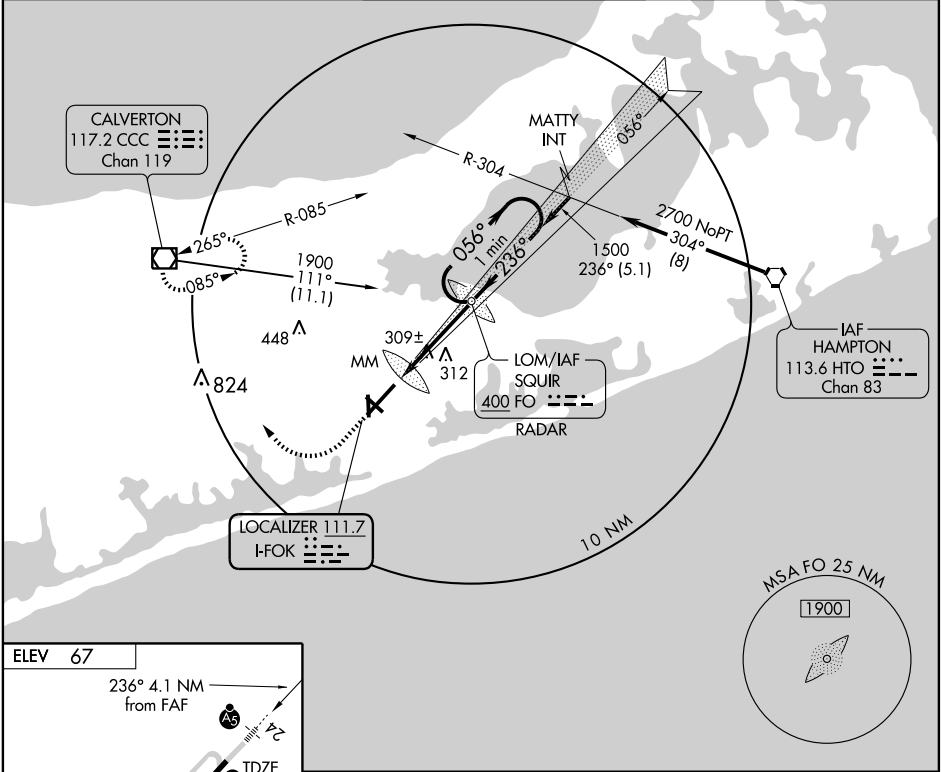 CALVERTON
117.2 CCC
Chan 119
MATTY
INT
056°
R-304
R-085
265°
085°
1900
111°
(11.1)
056°
1 min
236°
1500
236° (5.1)
2700 NoPT
304°
(8)
IAF
HAMPTON
113.6 HTO
Chan 83
448
309±
312
MM
824
LOM/IAF
SQUIR
400 FO
RADAR
LOCALIZER 111.7
I-FOK
10 NM
MSA FO 25 NM
1900
ELEV 67
236° 4.1 NM
from FAF
A5
24
TDZE